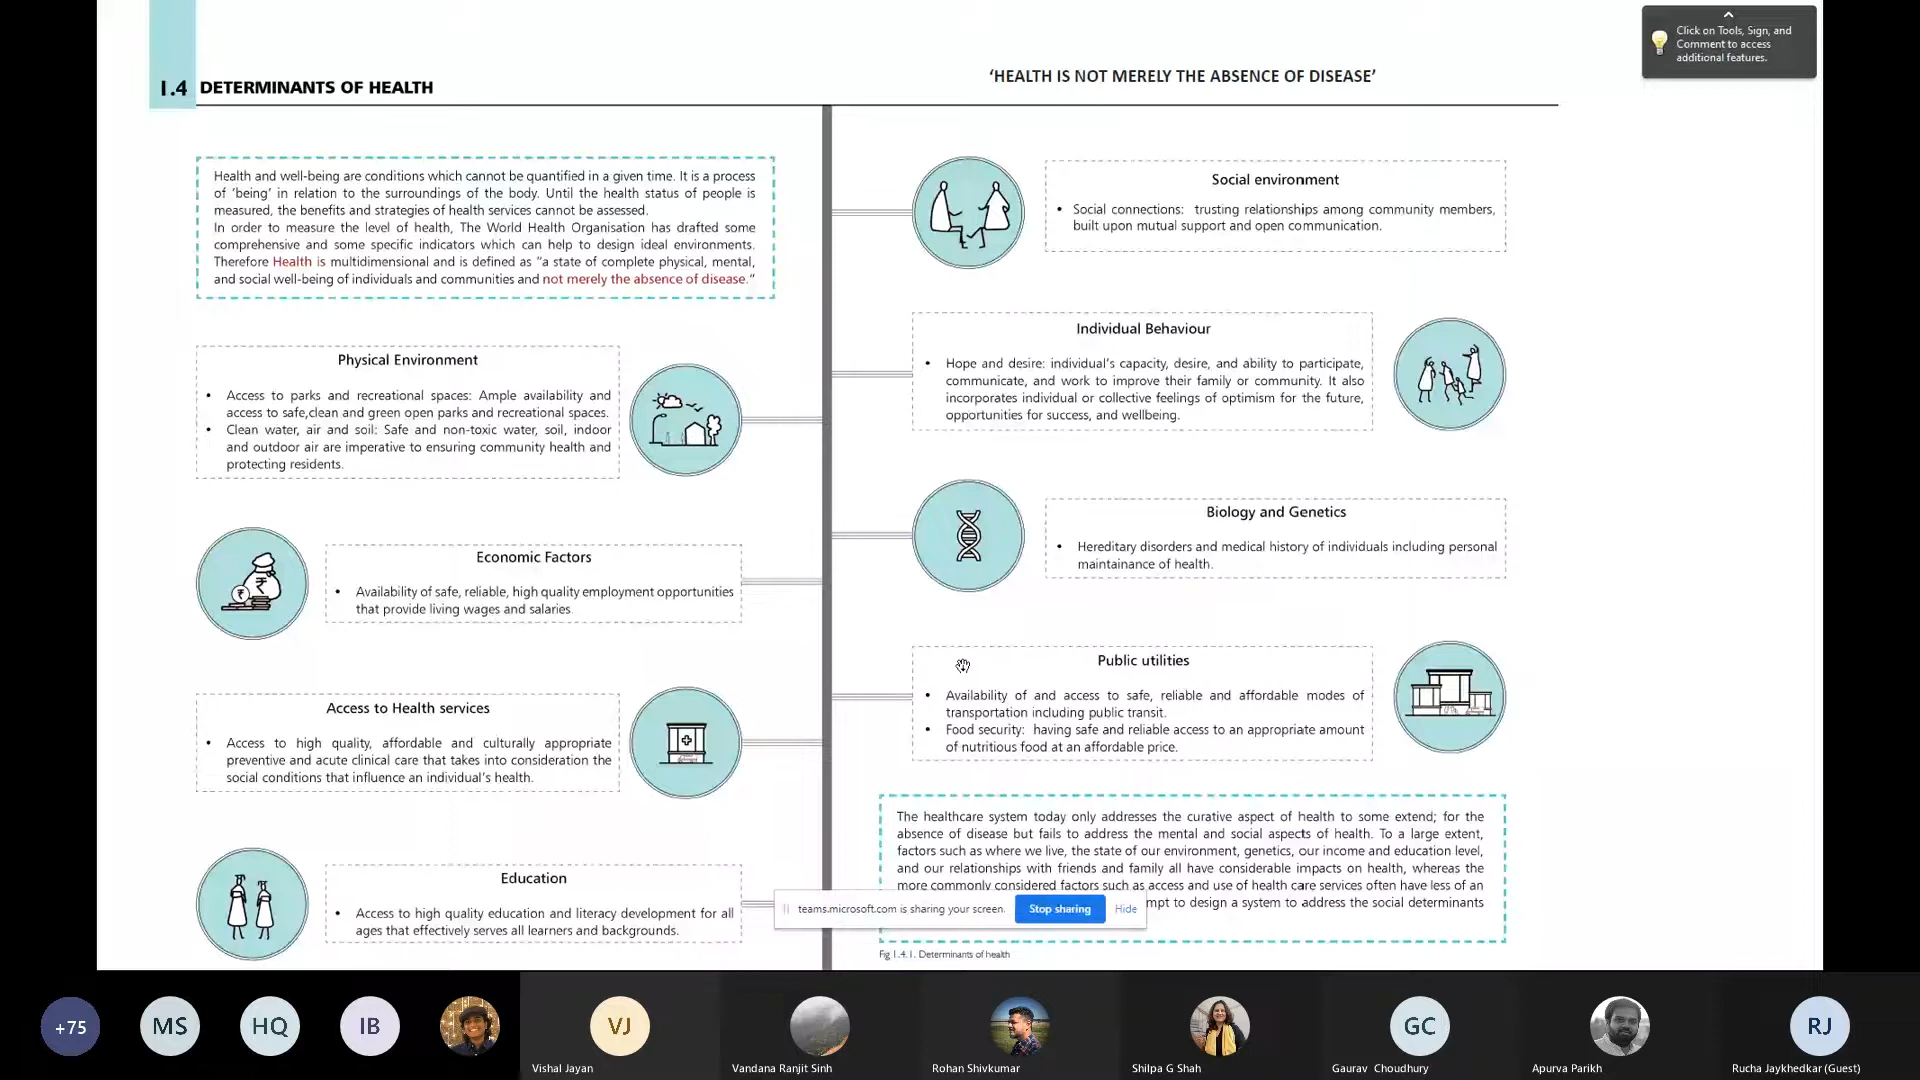 1.4 DETERMINANTS OF HEALTH
‘HEALTH IS NOT MERELY THE ABSENCE OF DISEASE’
Click on Tools, Sign, and
Comment to access
additional features.
Health and well-being are conditions which cannot be quantified in a given time. It is a process
of ‘being’ in relation to the surroundings of the body. Until the health status of people is
measured, the benefits and strategies of health services cannot be assessed.
In order to measure the level of health, The World Health Organisation has drafted some
comprehensive and some specific indicators which can help to design ideal environments.
Therefore Health is multidimensional and is defined as “a state of complete physical, mental,
and social well-being of individuals and communities and not merely the absence of disease.”
Physical Environment
• Access to parks and recreational spaces: Ample availability and
access to safe,clean and green open parks and recreational spaces.
• Clean water, air and soil: Safe and non-toxic water, soil, indoor
and outdoor air are imperative to ensuring community health and
protecting residents.
Economic Factors
• Availability of safe, reliable, high quality employment opportunities
that provide living wages and salaries.
Access to Health services
• Access to high quality, affordable and culturally appropriate
preventive and acute clinical care that takes into consideration the
social conditions that influence an individual’s health.
Education
• Access to high quality education and literacy development for all
ages that effectively serves all learners and backgrounds.
Social environment
• Social connections: trusting relationships among community members,
built upon mutual support and open communication.
Individual Behaviour
• Hope and desire: individual’s capacity, desire, and ability to participate,
communicate, and work to improve their family or community. It also
incorporates individual or collective feelings of optimism for the future,
opportunities for success, and wellbeing.
Biology and Genetics
• Hereditary disorders and medical history of individuals including personal
maintainance of health.
Public utilities
• Availability of and access to safe, reliable and affordable modes of
transportation including public transit.
• Food security: having safe and reliable access to an appropriate amount
of nutritious food at an affordable price.
The healthcare system today only addresses the curative aspect of health to some extend; for the
absence of disease but fails to address the mental and social aspects of health. To a large extent,
factors such as where we live, the state of our environment, genetics, our income and education level,
and our relationships with friends and family all have considerable impacts on health, whereas the
more commonly considered factors such as access and use of health care services often have less of an
mpt to design a system to address the social determinants
teams.microsoft.com is sharing your screen.
Stop sharing
Hide
Fig 1.4.1. Determinants of health
+75
MS
HQ
IB
VJ
GC
RJ
Vishal Jayan
Vandana Ranjit Sinh
Rohan Shivkumar
Shilpa G Shah
Gaurav Choudhury
Apurva Parikh
Rucha Jaykhedkar (Guest)